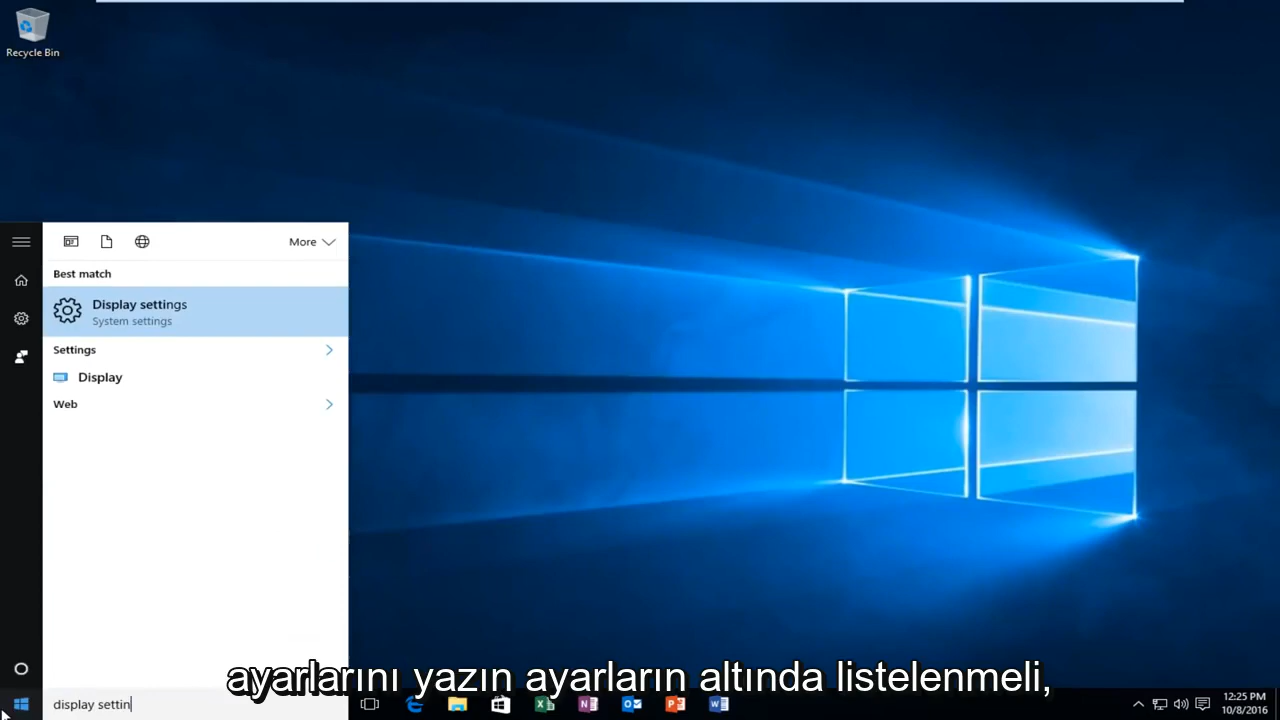 Recycle Bin
More
Best match
Display settings
System settings
Settings
Display
Web
ayarlarını yazın ayarların altında listelenmeli,
display settin
12:25 PM
10/8/2016